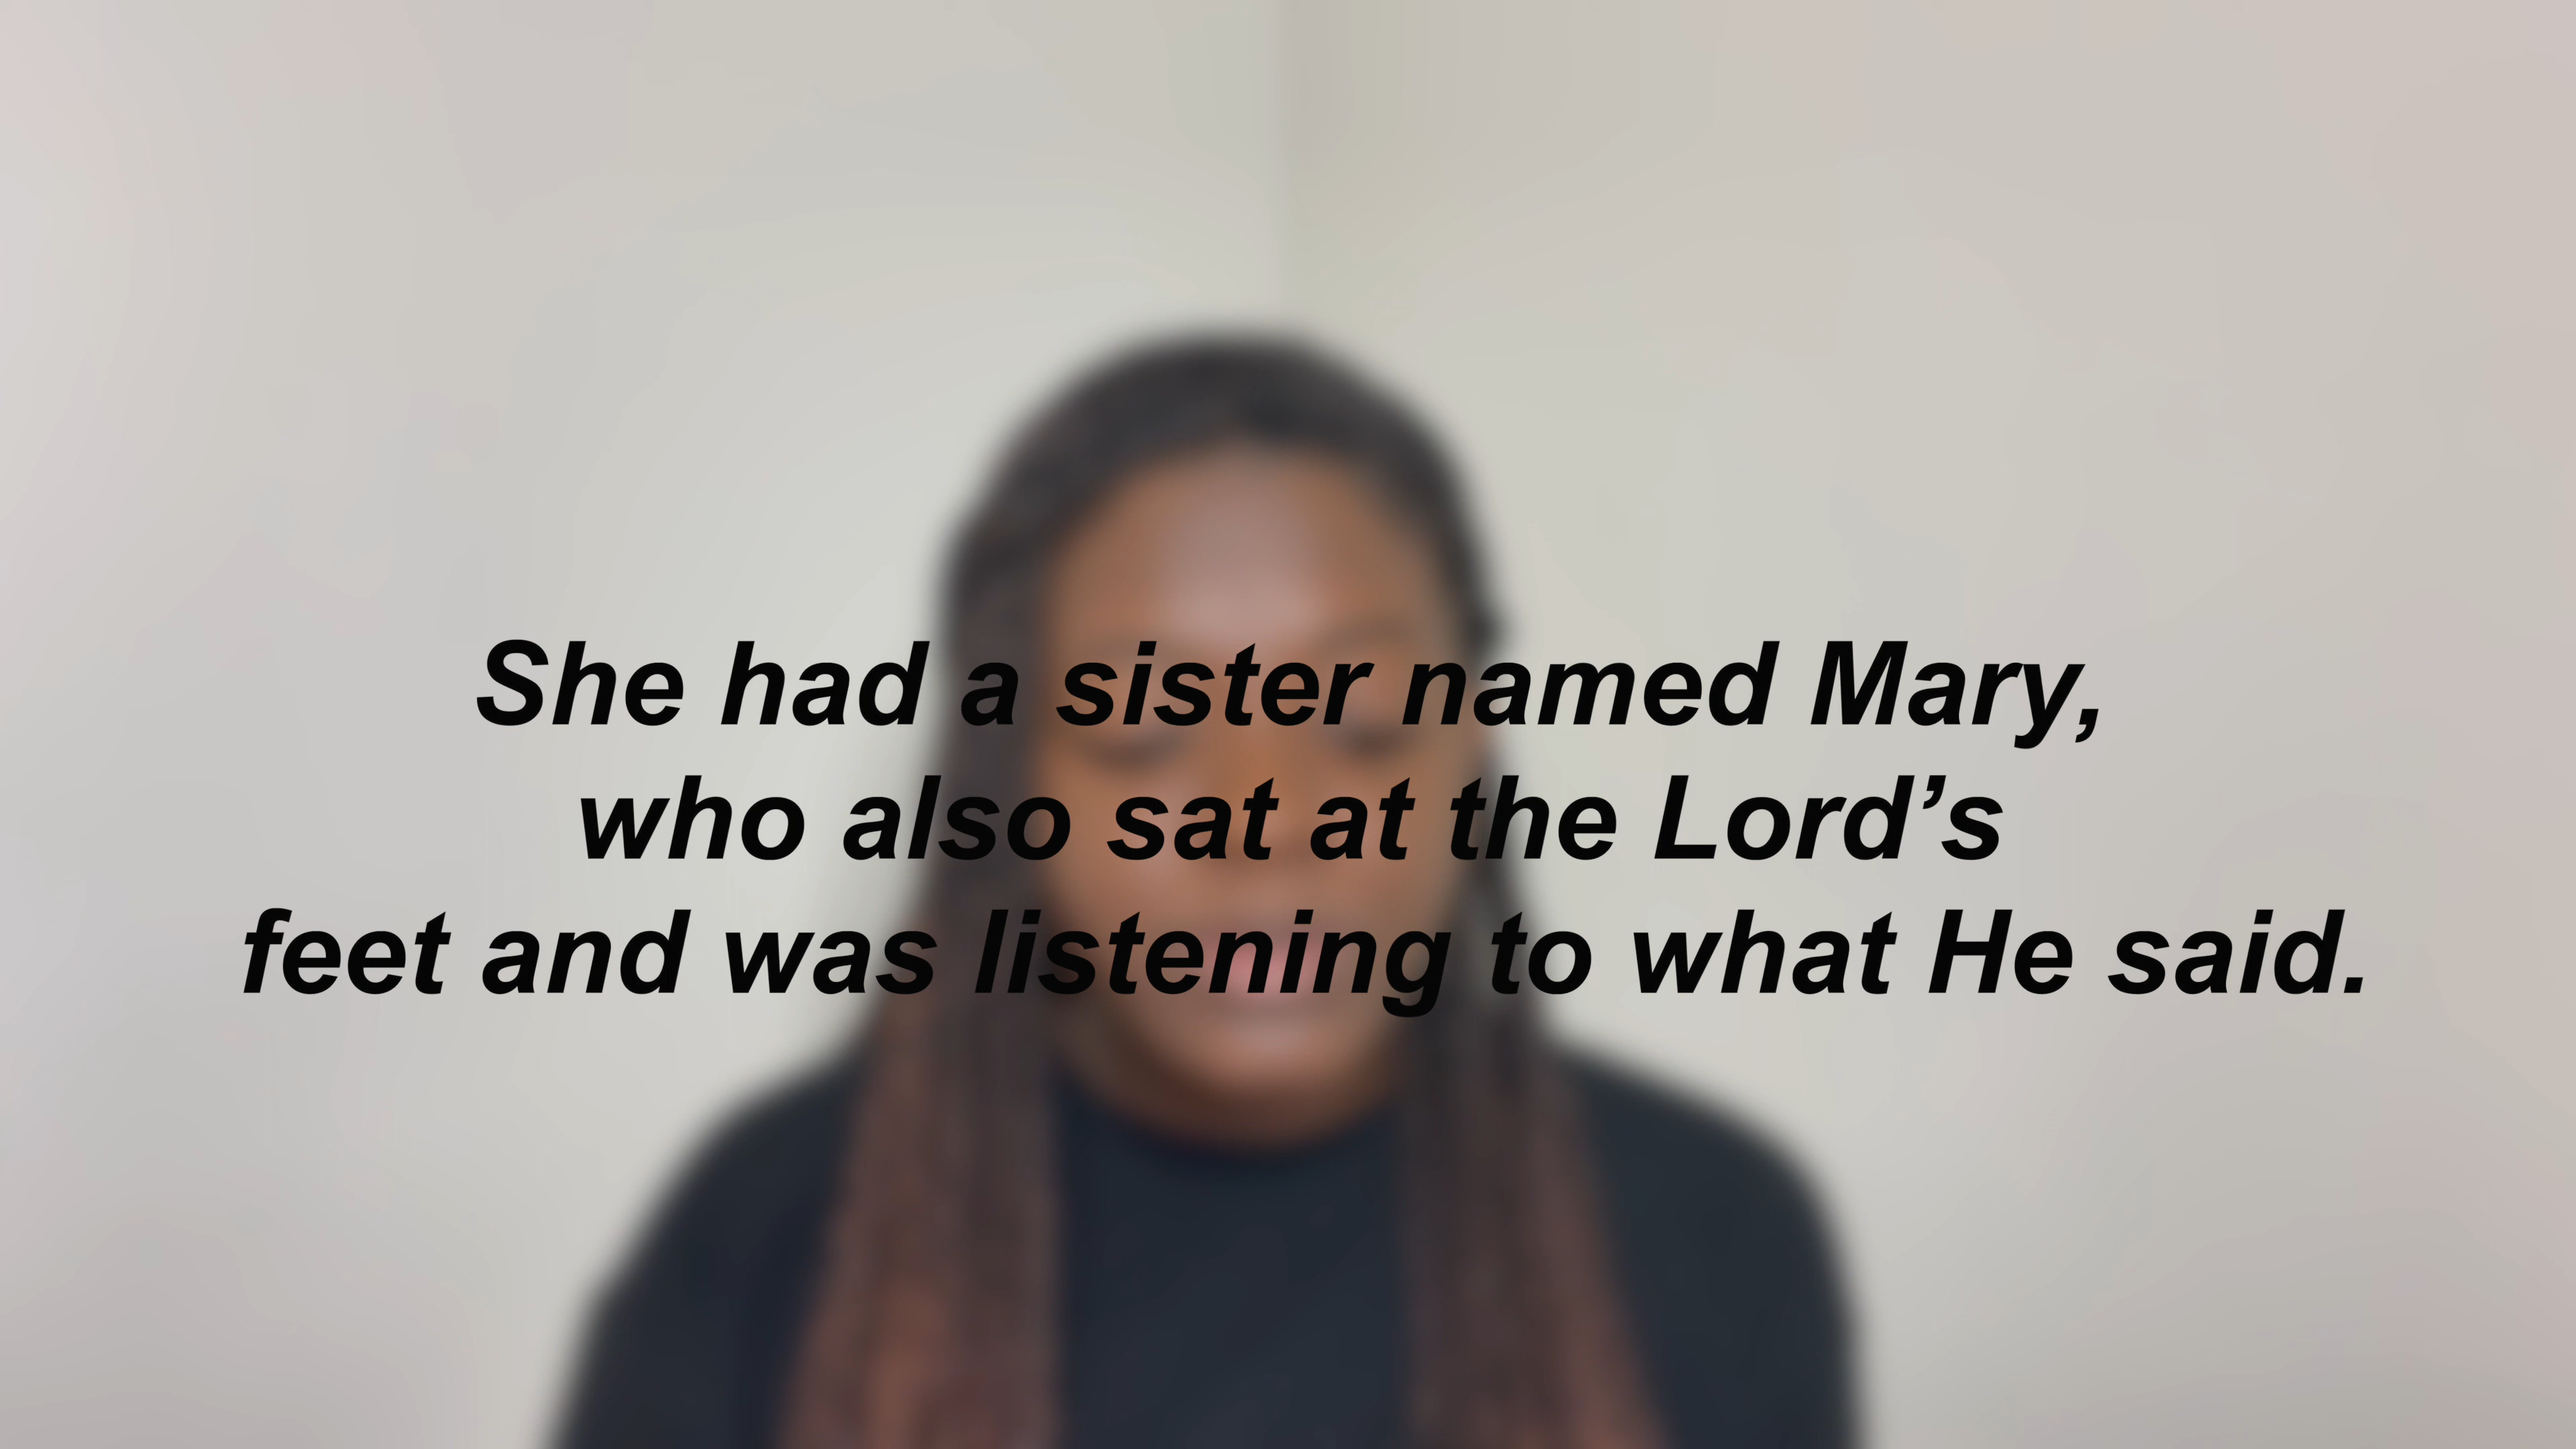 She had a sister named Mary,
who also sat at the Lord’s
feet and was listening to what He said.